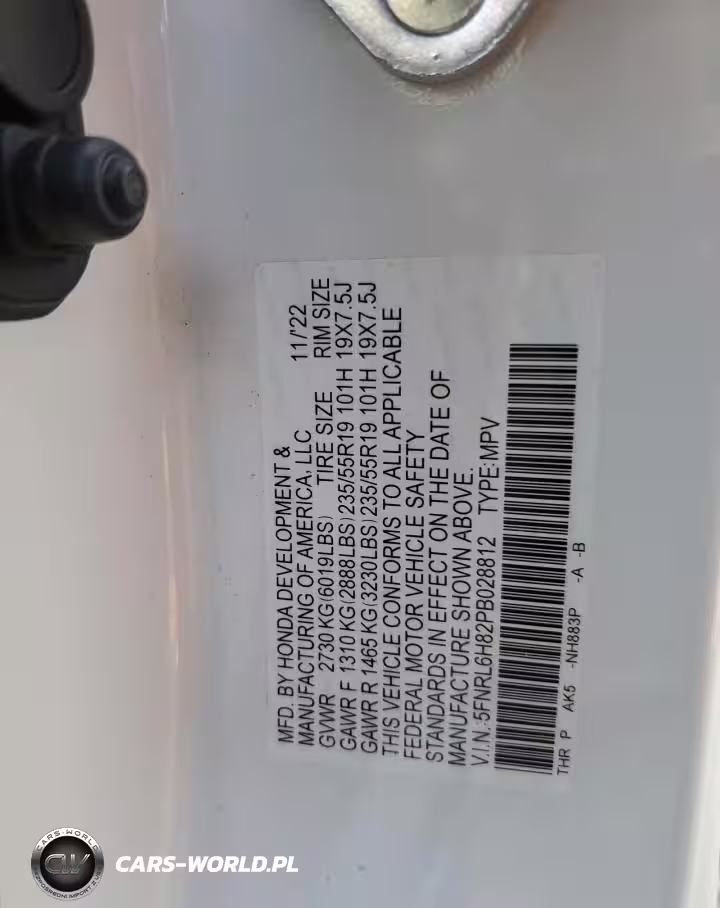 MFD. BY HONDA DEVELOPMENT &
MANUFACTURING OF AMERICA, LLC 11/'22
GVWR 2730 KG(6019LBS) TIRE SIZE RIM SIZE
GAWR F 1310 KG(2888LBS)235/55R19 101H 19X7.5J
GAWR R 1465 KG(3230LBS)235/55R19 101H 19X7.5J
THIS VEHICLE CONFORMS TO ALL APPLICABLE
FEDERAL MOTOR VEHICLE SAFETY
STANDARDS IN EFFECT ON THE DATE OF
MANUFACTURE SHOWN ABOVE.
V.I.N.:5FNRL6H82PB028812 TYPE:MPV
THR P AK5 -NH883P -A -B
CARS-WORLD
CW
CARS-WORLD.PL